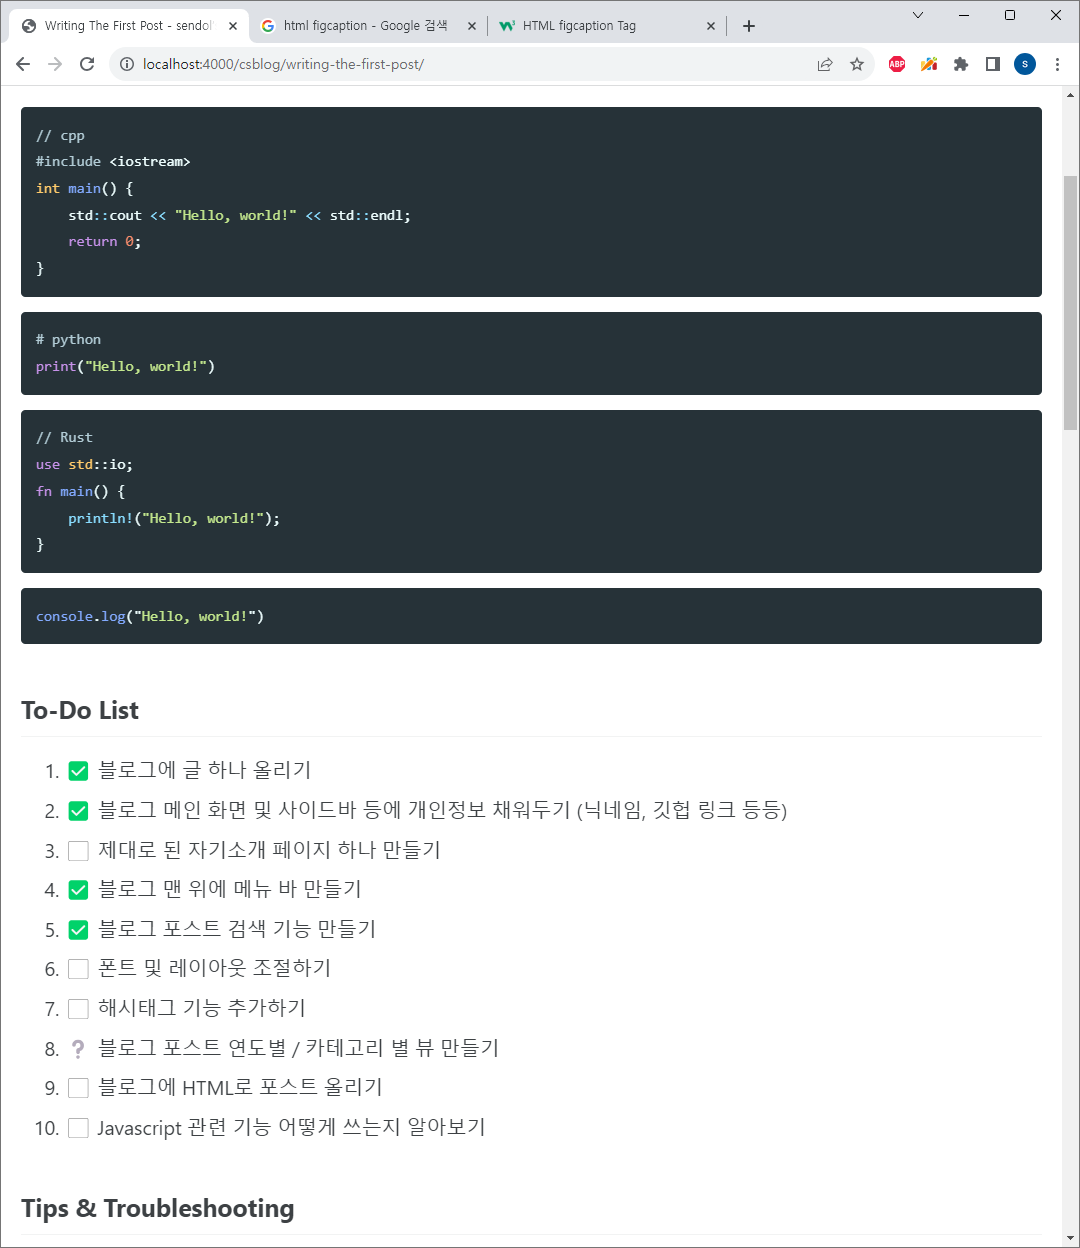 Writing The First Post - sendol'
html figcaption - Google 검색
HTML figcaption Tag
localhost:4000/csblog/writing-the-first-post/
ABP
S
// cpp
#include <iostream>
int main() {
    std::cout << "Hello, world!" << std::endl;
    return 0;
}
# python
print("Hello, world!")
// Rust
use std::io;
fn main() {
    println!("Hello, world!");
}
console.log("Hello, world!")
To-Do List
1. 블로그에 글 하나 올리기
2. 블로그 메인 화면 및 사이드바 등에 개인정보 채워두기 (닉네임, 깃헙 링크 등등)
3. 제대로 된 자기소개 페이지 하나 만들기
4. 블로그 맨 위에 메뉴 바 만들기
5. 블로그 포스트 검색 기능 만들기
6. 폰트 및 레이아웃 조절하기
7. 해시태그 기능 추가하기
8. ❔ 블로그 포스트 연도별 / 카테고리 별 뷰 만들기
9. 블로그에 HTML로 포스트 올리기
10. Javascript 관련 기능 어떻게 쓰는지 알아보기
Tips & Troubleshooting